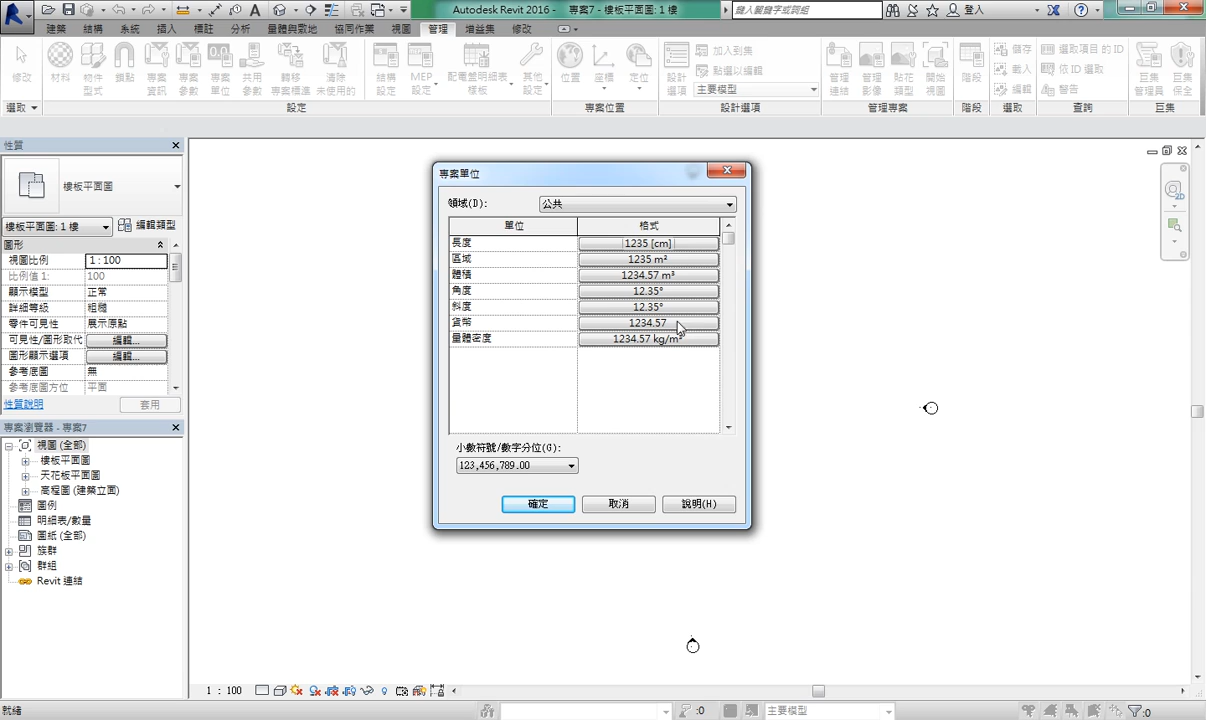 Autodesk Revit 2016 - 專案7 - 樓板平面圖: 1 樓
鍵入關鍵字或詞組
登入
建築 結構 系統 插入 標註 分析 量體與敷地 協同作業 視圖 管理 增益集 修改
修改
材料
物件型式
鎖點
專案資訊
專案參數
專案單位
共用參數
轉移專案標準
清除未使用的
結構設定
MEP 設定
配電盤明細表樣板
其他設定
位置
座標
定位
設計選項
加入到集
點選以編輯
主要模型
管理連結
管理影像
貼花類型
開始視圖
階段
儲存
載入
編輯
選取項目的 ID
依 ID 選取
警告
巨集管理員
巨集保全
選取 設定 專案位置 設計選項 管理專案 階段 選取 查詢 巨集
性質
樓板平面圖
樓板平面圖: 1 樓 編輯類型
圖形
視圖比例 1 : 100
比例值 1: 100
顯示模型 正常
詳細等級 粗糙
零件可見性 展示原點
可見性/圖形取代 編輯...
圖形顯示選項 編輯...
參考底圖 無
參考底圖方位 平面
性質說明 套用
專案瀏覽器 - 專案7
視圖 (全部)
樓板平面圖
天花板平面圖
高程圖 (建築立面)
圖例
明細表/數量
圖紙 (全部)
族群
群組
Revit 連結
專案單位
領域(D): 公共
單位 格式
長度 1235 [cm]
區域 1235 m²
體積 1234.57 m³
角度 12.35°
斜度 12.35°
貨幣 1234.57
量體密度 1234.57 kg/m³
小數符號/數字分位(G):
123,456,789.00
確定 取消 說明(H)
2D
1 : 100
就緒
:0
主要模型
:0